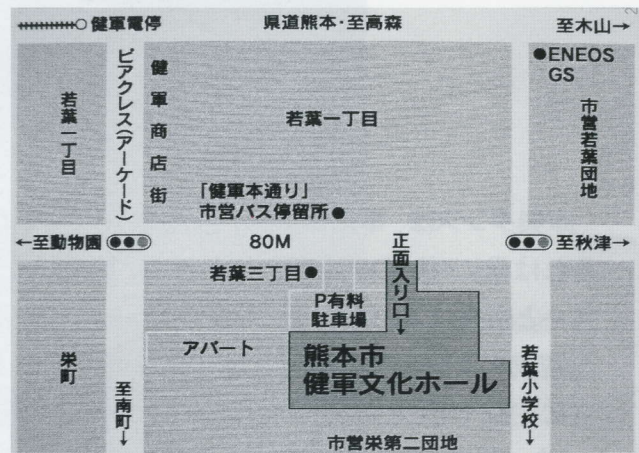 健軍電停
県道熊本・至高森
至木山→
ピアクレス(アーケード)
健軍商店街
若葉一丁目
若葉一丁目
●ENEOS
GS
市営若葉団地
「健軍本通り」
市営バス停留所●
←至動物園
80M
正面入り口→
至秋津→
若葉三丁目●
P有料
駐車場
アパート
熊本市
健軍文化ホール
栄町
至南町→
若葉小学校→
市営栄第二団地